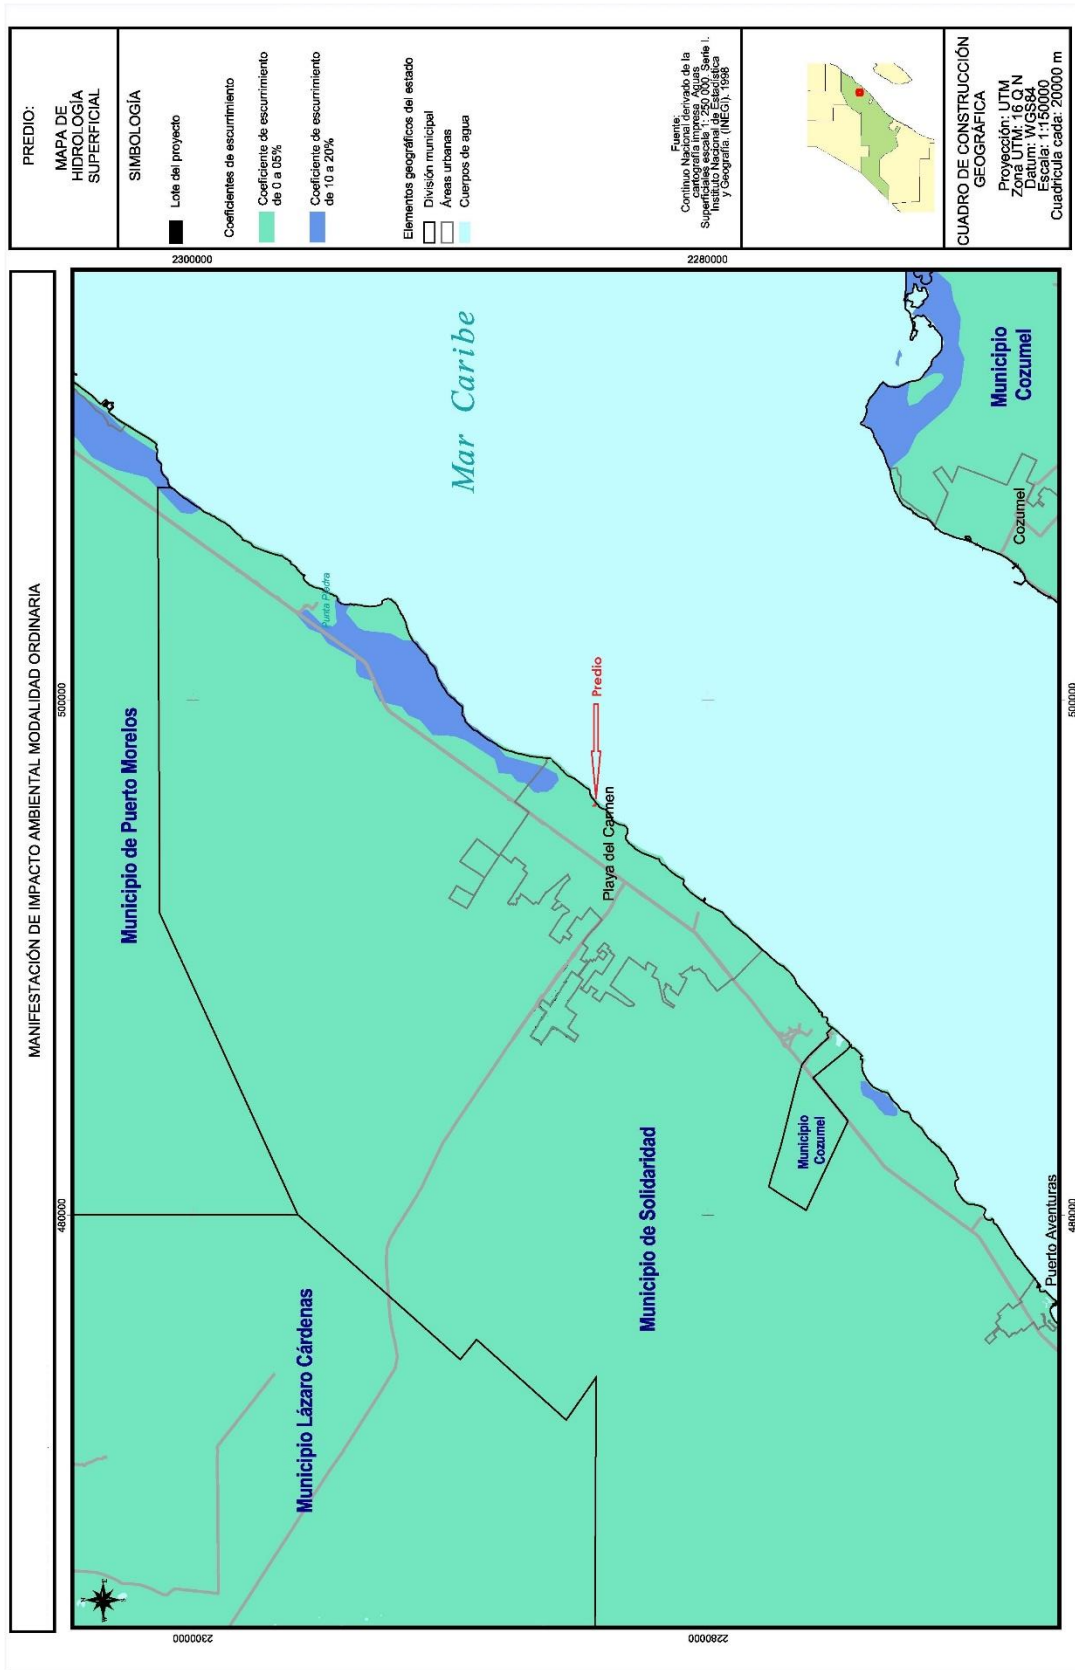 MANIFESTACIÓN DE IMPACTO AMBIENTAL MODALIDAD ORDINARIA
480000
500000
2300000
2280000
2300000
2280000
480000
500000
Municipio de Puerto Morelos
Municipio Lázaro Cárdenas
Municipio de Solidaridad
Municipio
Cozumel
Municipio
Cozumel
Mar Caribe
Punta Piedra
Predio
Playa del Carmen
Cozumel
Puerto Aventuras
N
E
S
W
PREDIO:
MAPA DE
HIDROLOGÍA
SUPERFICIAL
SIMBOLOGÍA
Lote del proyecto
Coeficientes de escurrimiento
Coeficiente de escurrimiento
de 0 a 05%
Coeficiente de escurrimiento
de 10 a 20%
Elementos geográficos del estado
División municipal
Áreas urbanas
Cuerpos de agua
Fuente:
Continuo Nacional derivado de la
cartografía impresa Aguas
Superficiales escala 1: 250 000. Serie I.
Instituto Nacional de Estadística
y Geografía. (INEGI). 1998
CUADRO DE CONSTRUCCIÓN
GEOGRÁFICA
Proyección: UTM
Zona UTM: 16 Q N
Datum: WGS84
Escala: 1:150000
Cuadricula cada: 20000 m